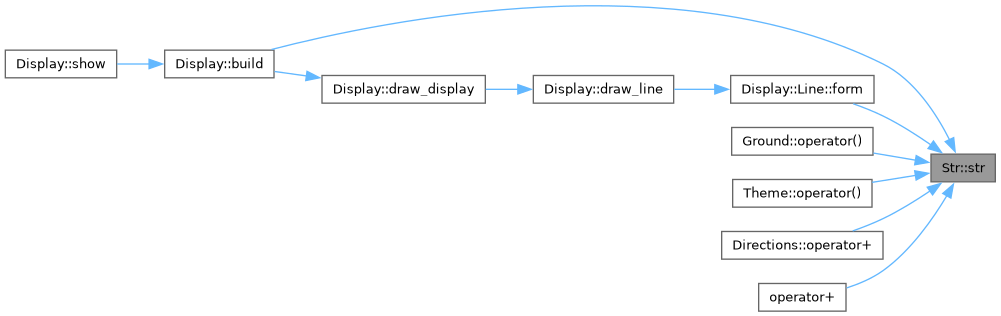 Display::show
Display::build
Display::draw_display
Display::draw_line
Display::Line::form
Ground::operator()
Theme::operator()
Directions::operator+
operator+
Str::str